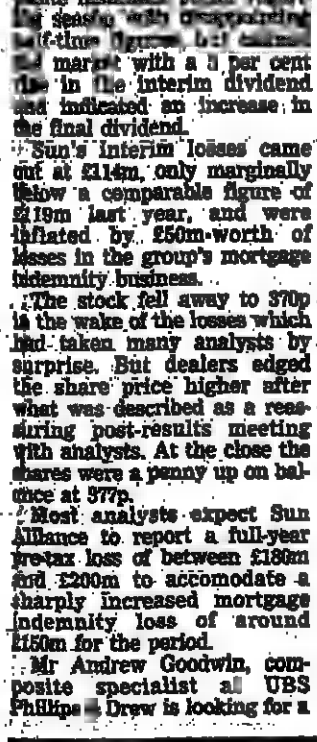 season with disappointing
half-time figures but
the market with a 5 per cent
rise in the interim dividend
and indicated an increase in
the final dividend.
Sun's interim losses came
out at £114m, only marginally
below a comparable figure of
£119m last year, and were
inflated by £50m-worth of
losses in the group's mortgage
indemnity business.
The stock fell away to 370p
in the wake of the losses which
had taken many analysts by
surprise. But dealers edged
the share price higher after
what was described as a reas-
suring post-results meeting
with analysts. At the close the
shares were a penny up on bal-
ance at 377p.
Most analysts expect Sun
Alliance to report a full-year
pre-tax loss of between £180m
and £200m to accomodate a
sharply increased mortgage
indemnity loss of around
£150m for the period.
Mr Andrew Goodwin, com-
posite specialist at UBS
Phillips Drew is looking for a